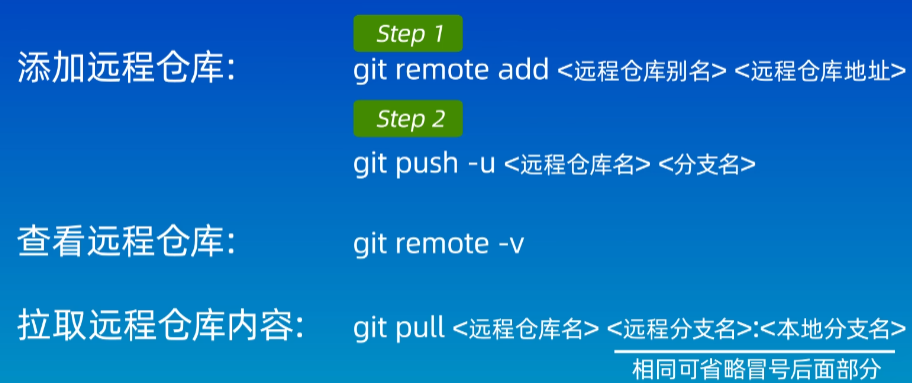 Step 1
添加远程仓库: git remote add <远程仓库别名> <远程仓库地址>
Step 2
git push -u <远程仓库名> <分支名>
查看远程仓库: git remote -v
拉取远程仓库内容: git pull <远程仓库名> <远程分支名>:<本地分支名>
相同可省略冒号后面部分